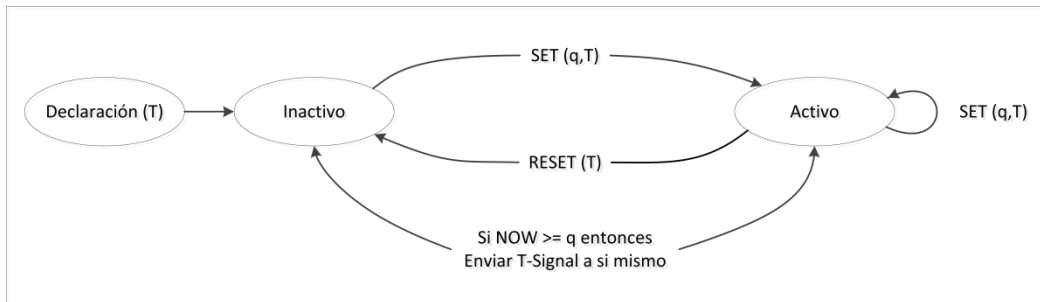 SET (q,T)
Declaración (T)
Inactivo
Activo
SET (q,T)
RESET (T)
Si NOW >= q entonces
Enviar T-Signal a si mismo